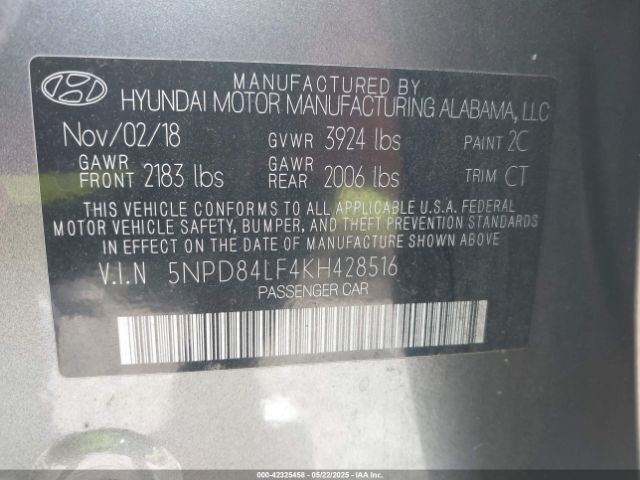 MANUFACTURED BY
HYUNDAI MOTOR MANUFACTURING ALABAMA, LLC
Nov/02/18 GVWR 3924 lbs PAINT 2C
GAWR FRONT 2183 lbs GAWR REAR 2006 lbs TRIM CT
THIS VEHICLE CONFORMS TO ALL APPLICABLE U.S.A. FEDERAL
MOTOR VEHICLE SAFETY, BUMPER, AND THEFT PREVENTION STANDARDS
IN EFFECT ON THE DATE OF MANUFACTURE SHOWN ABOVE.
V.I.N 5NPD84LF4KH428516
PASSENGER CAR
000-42325458 - 05/22/2025 - IAAI.COM